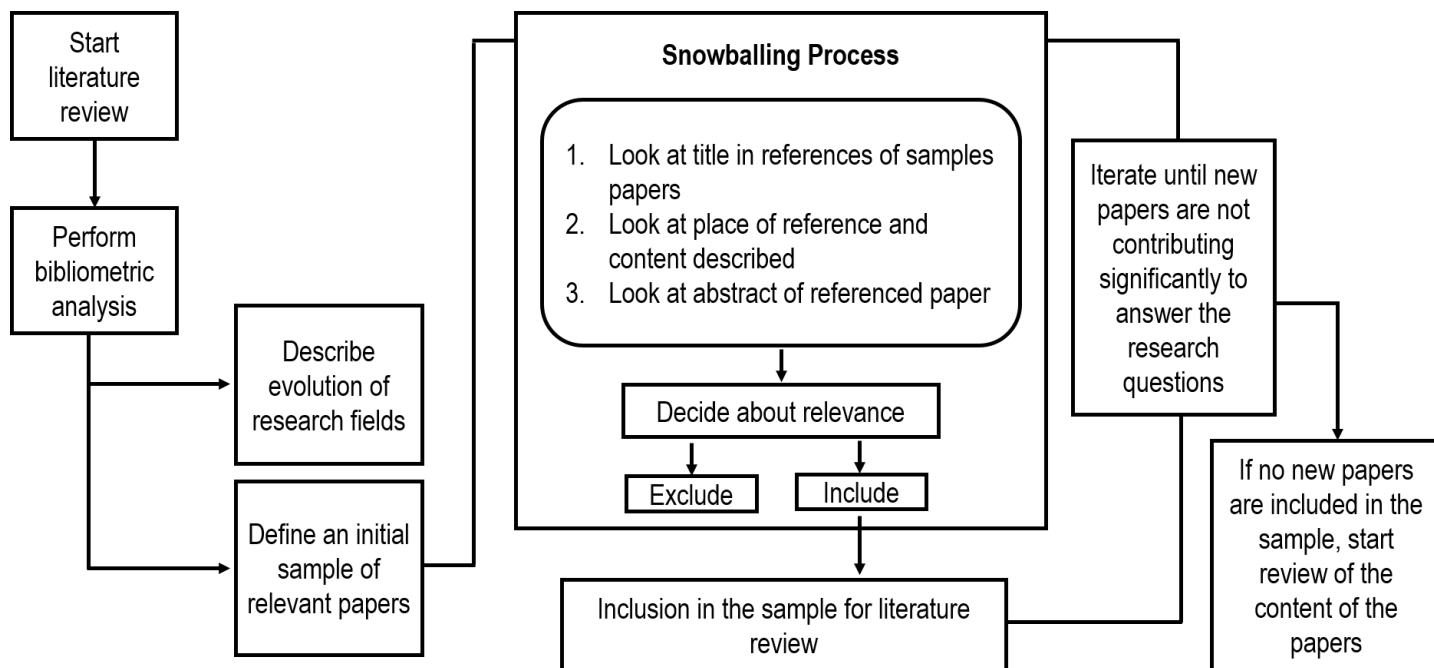 Start
literature
review
Perform
bibliometric
analysis
Describe
evolution of
research fields
Define an initial
sample of
relevant papers
Snowballing Process
1. Look at title in references of samples
papers
2. Look at place of reference and
content described
3. Look at abstract of referenced paper
Decide about relevance
Exclude
Include
Inclusion in the sample for literature
review
Iterate until new
papers are not
contributing
significantly to
answer the
research
questions
If no new papers
are included in the
sample, start
review of the
content of the
papers